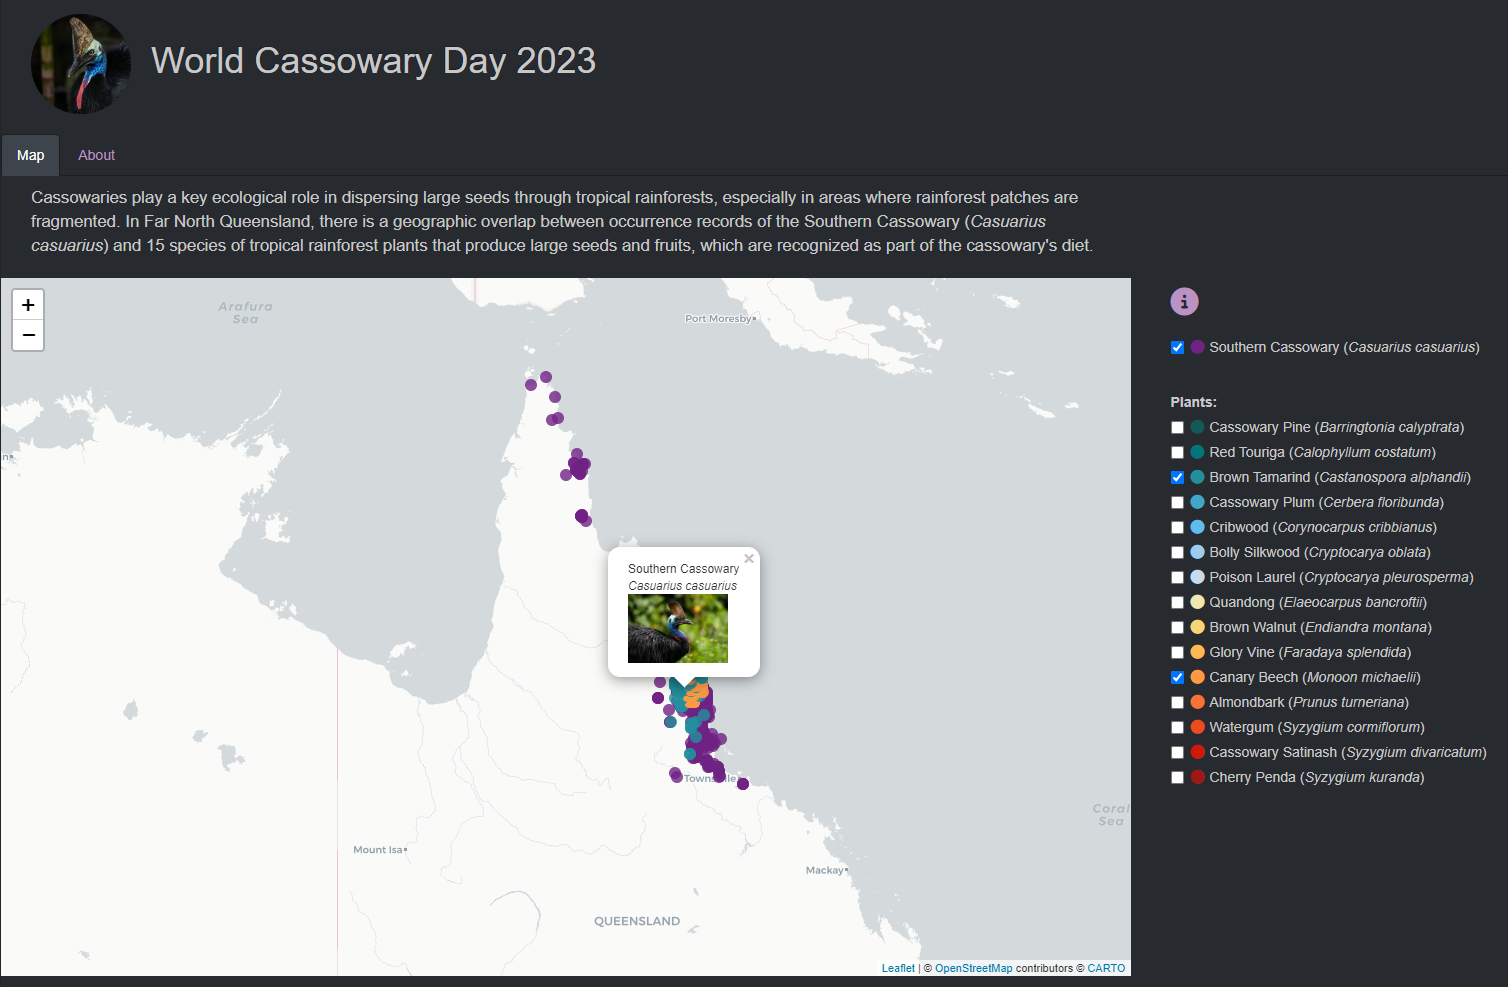 World Cassowary Day 2023
Map
About
Cassowaries play a key ecological role in dispersing large seeds through tropical rainforests, especially in areas where rainforest patches are
fragmented. In Far North Queensland, there is a geographic overlap between occurrence records of the Southern Cassowary (Casuarius
casuarius) and 15 species of tropical rainforest plants that produce large seeds and fruits, which are recognized as part of the cassowary's diet.
+
−
Arafura
Sea
Port Moresby
Southern Cassowary
Casuarius casuarius
×
Mount Isa
Mackay
QUEENSLAND
Coral
Sea
Leaflet | © OpenStreetMap contributors © CARTO
i
Southern Cassowary (Casuarius casuarius)
Plants:
Cassowary Pine (Barringtonia calyptrata)
Red Touriga (Calophyllum costatum)
Brown Tamarind (Castanospora alphandii)
Cassowary Plum (Cerbera floribunda)
Cribwood (Corynocarpus cribbianus)
Bolly Silkwood (Cryptocarya oblata)
Poison Laurel (Cryptocarya pleurosperma)
Quandong (Elaeocarpus bancroftii)
Brown Walnut (Endiandra montana)
Glory Vine (Faradaya splendida)
Canary Beech (Monoon michaelii)
Almondbark (Prunus turneriana)
Watergum (Syzygium cormiflorum)
Cassowary Satinash (Syzygium divaricatum)
Cherry Penda (Syzygium kuranda)